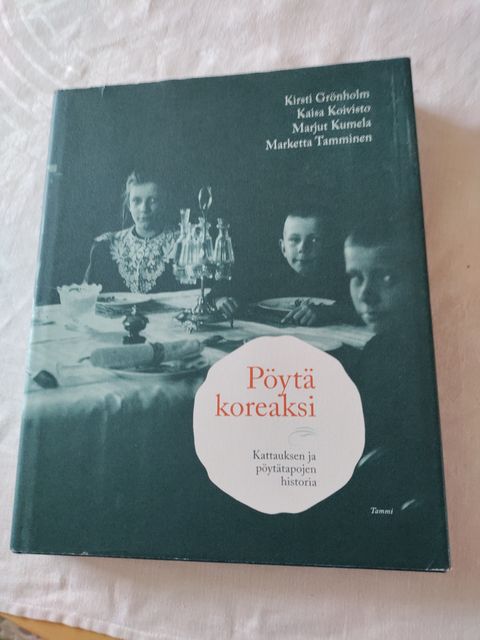 Kirsti Grönholm
Kaisa Koivisto
Marjut Kumela
Marketta Tamminen
Pöytä
koreaksi
Kattauksen ja
pöytätapojen
historia
Tammi